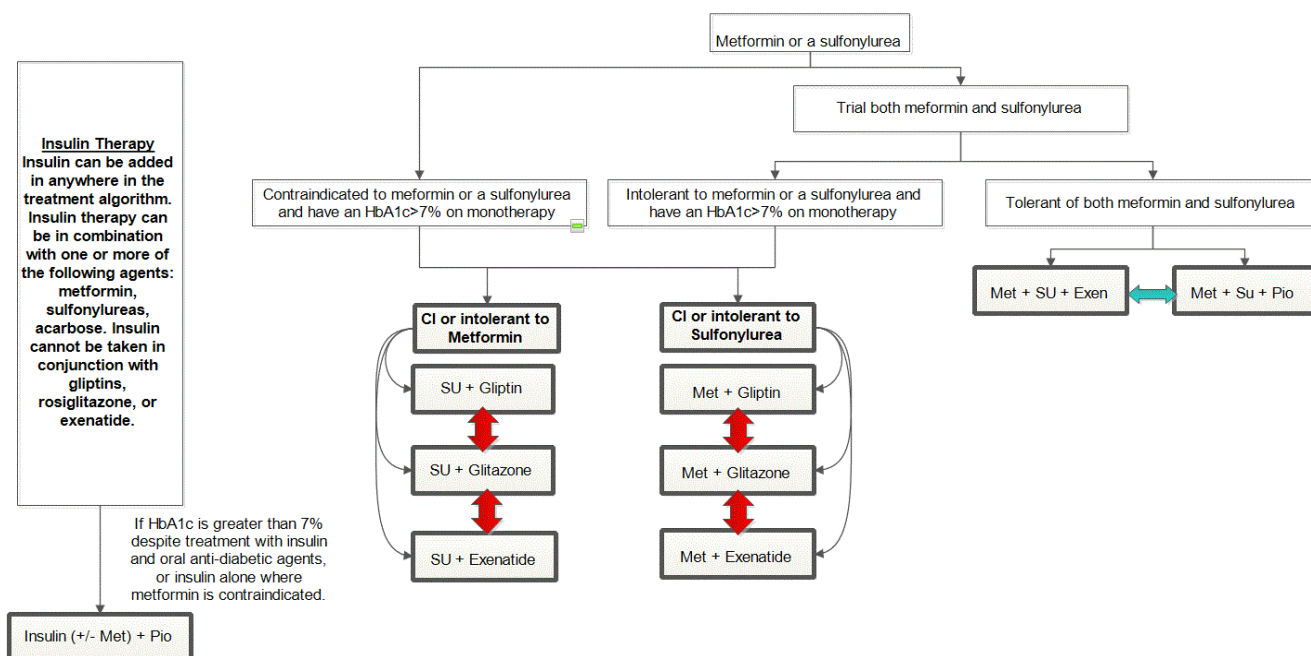 Metformin or a sulfonylurea
Trial both meformin and sulfonylurea
Insulin Therapy
Insulin can be added
in anywhere in the
treatment algorithm.
Insulin therapy can
be in combination
with one or more of
the following agents:
metformin,
sulfonylureas,
acarbose. Insulin
cannot be taken in
conjunction with
gliptins,
rosiglitazone, or
exenatide.
Contraindicated to meformin or a sulfonylurea
and have an HbA1c>7% on monotherapy
Intolerant to meformin or a sulfonylurea and
have an HbA1c>7% on monotherapy
Tolerant of both meformin and sulfonylurea
Met + SU + Exen
Met + Su + Pio
CI or intolerant to
Metformin
SU + Gliptin
SU + Glitazone
SU + Exenatide
CI or intolerant to
Sulfonylurea
Met + Gliptin
Met + Glitazone
Met + Exenatide
If HbA1c is greater than 7%
despite treatment with insulin
and oral anti-diabetic agents,
or insulin alone where
metformin is contraindicated.
Insulin (+/- Met) + Pio